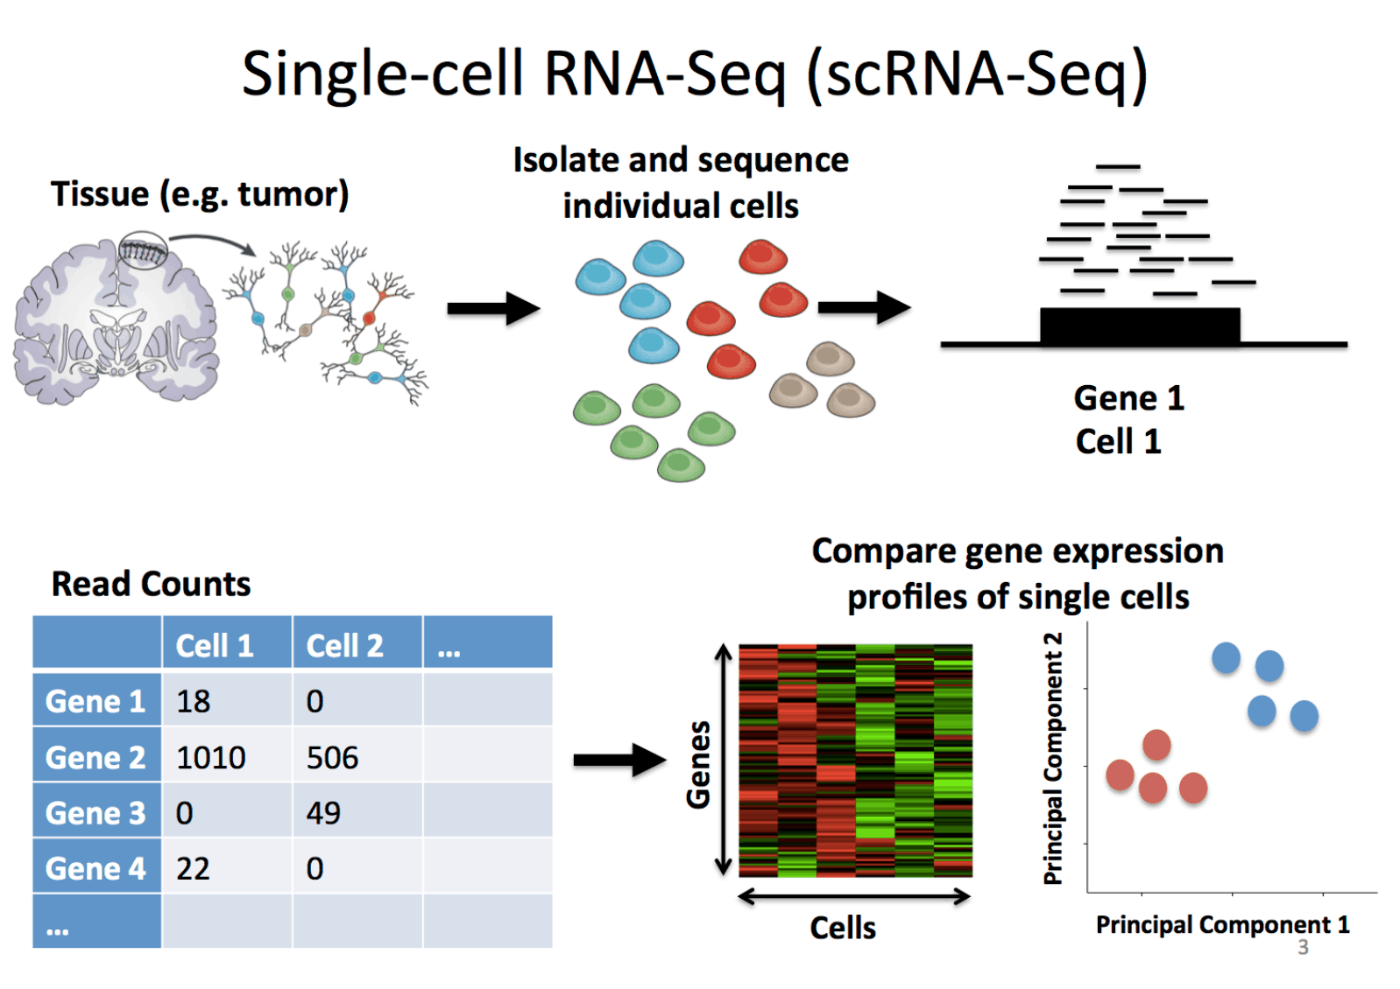 Single-cell RNA-Seq (scRNA-Seq)
Tissue (e.g. tumor)
Isolate and sequence
individual cells
Gene 1
Cell 1
Read Counts
Cell 1 Cell 2 ...
Gene 1 18 0
Gene 2 1010 506
Gene 3 0 49
Gene 4 22 0
...
Compare gene expression
profiles of single cells
Genes
Cells
Principal Component 2
Principal Component 1
3